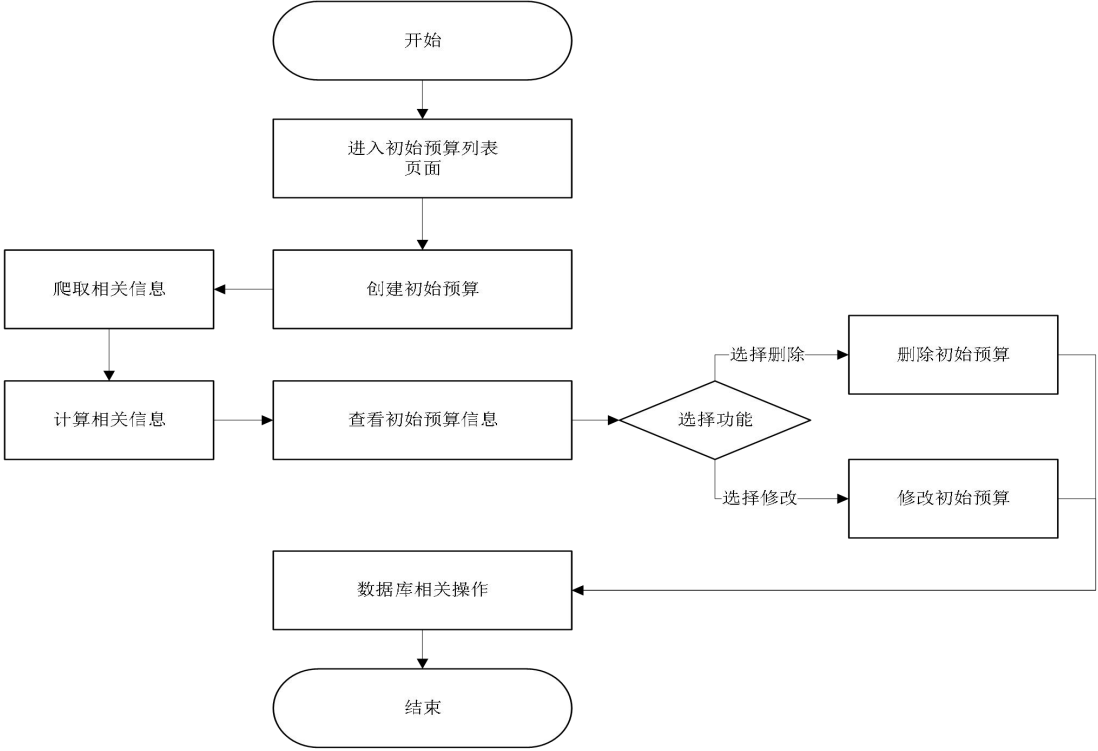 开始
进入初始预算列表
页面
爬取相关信息
创建初始预算
选择删除
删除初始预算
计算相关信息
查看初始预算信息
选择功能
选择修改
修改初始预算
数据库相关操作
结束